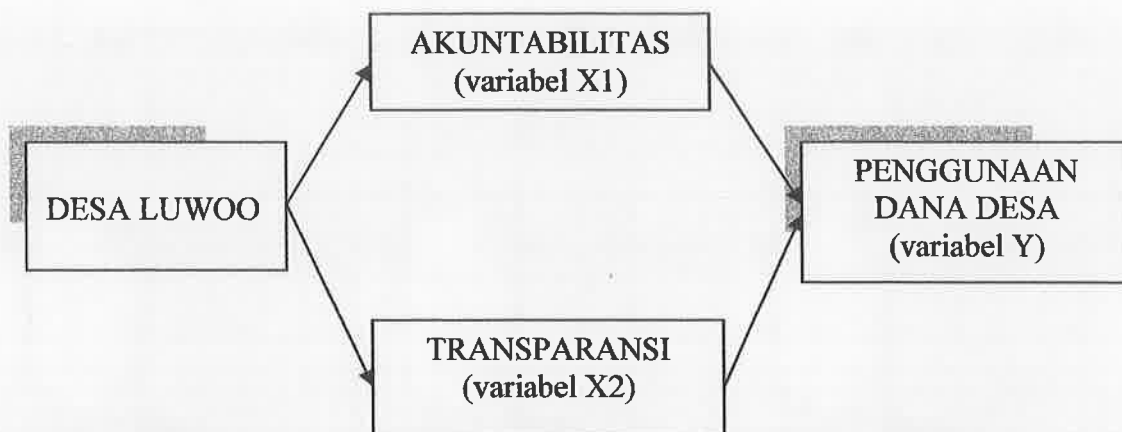 AKUNTABILITAS
(variabel X1)
DESA LUWOO
PENGGUNAAN
DANA DESA
(variabel Y)
TRANSPARANSI
(variabel X2)